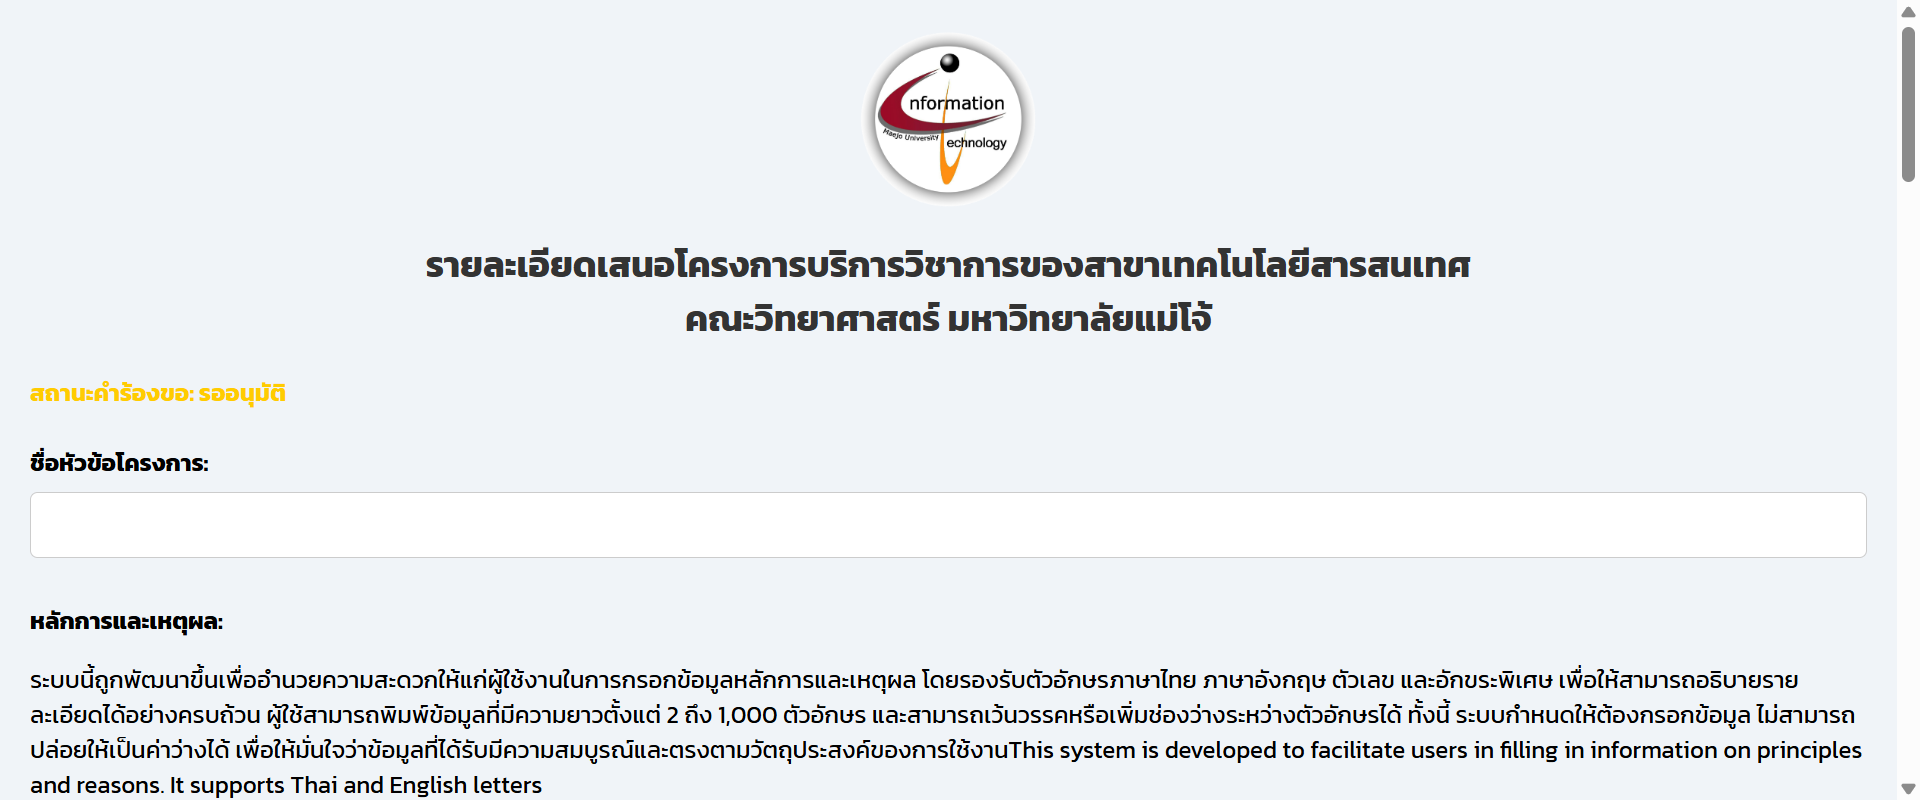 nformation
Maejo University
echnology
รายละเอียดเสนอโครงการบริการวิชาการของสาขาเทคโนโลยีสารสนเทศ
คณะวิทยาศาสตร์ มหาวิทยาลัยแม่โจ้
สถานะคำร้องขอ: รออนุมัติ
ชื่อหัวข้อโครงการ:
หลักการและเหตุผล:
ระบบนี้ถูกพัฒนาขึ้นเพื่ออำนวยความสะดวกให้แก่ผู้ใช้งานในการกรอกข้อมูลหลักการและเหตุผล โดยรองรับตัวอักษรภาษาไทย ภาษาอังกฤษ ตัวเลข และอักขระพิเศษ เพื่อให้สามารถอธิบายราย
ละเอียดได้อย่างครบถ้วน ผู้ใช้สามารถพิมพ์ข้อมูลที่มีความยาวตั้งแต่ 2 ถึง 1,000 ตัวอักษร และสามารถเว้นวรรคหรือเพิ่มช่องว่างระหว่างตัวอักษรได้ ทั้งนี้ ระบบกำหนดให้ต้องกรอกข้อมูล ไม่สามารถ
ปล่อยให้เป็นค่าว่างได้ เพื่อให้มั่นใจว่าข้อมูลที่ได้รับมีความสมบูรณ์และตรงตามวัตถุประสงค์ของการใช้งานThis system is developed to facilitate users in filling in information on principles
and reasons. It supports Thai and English letters